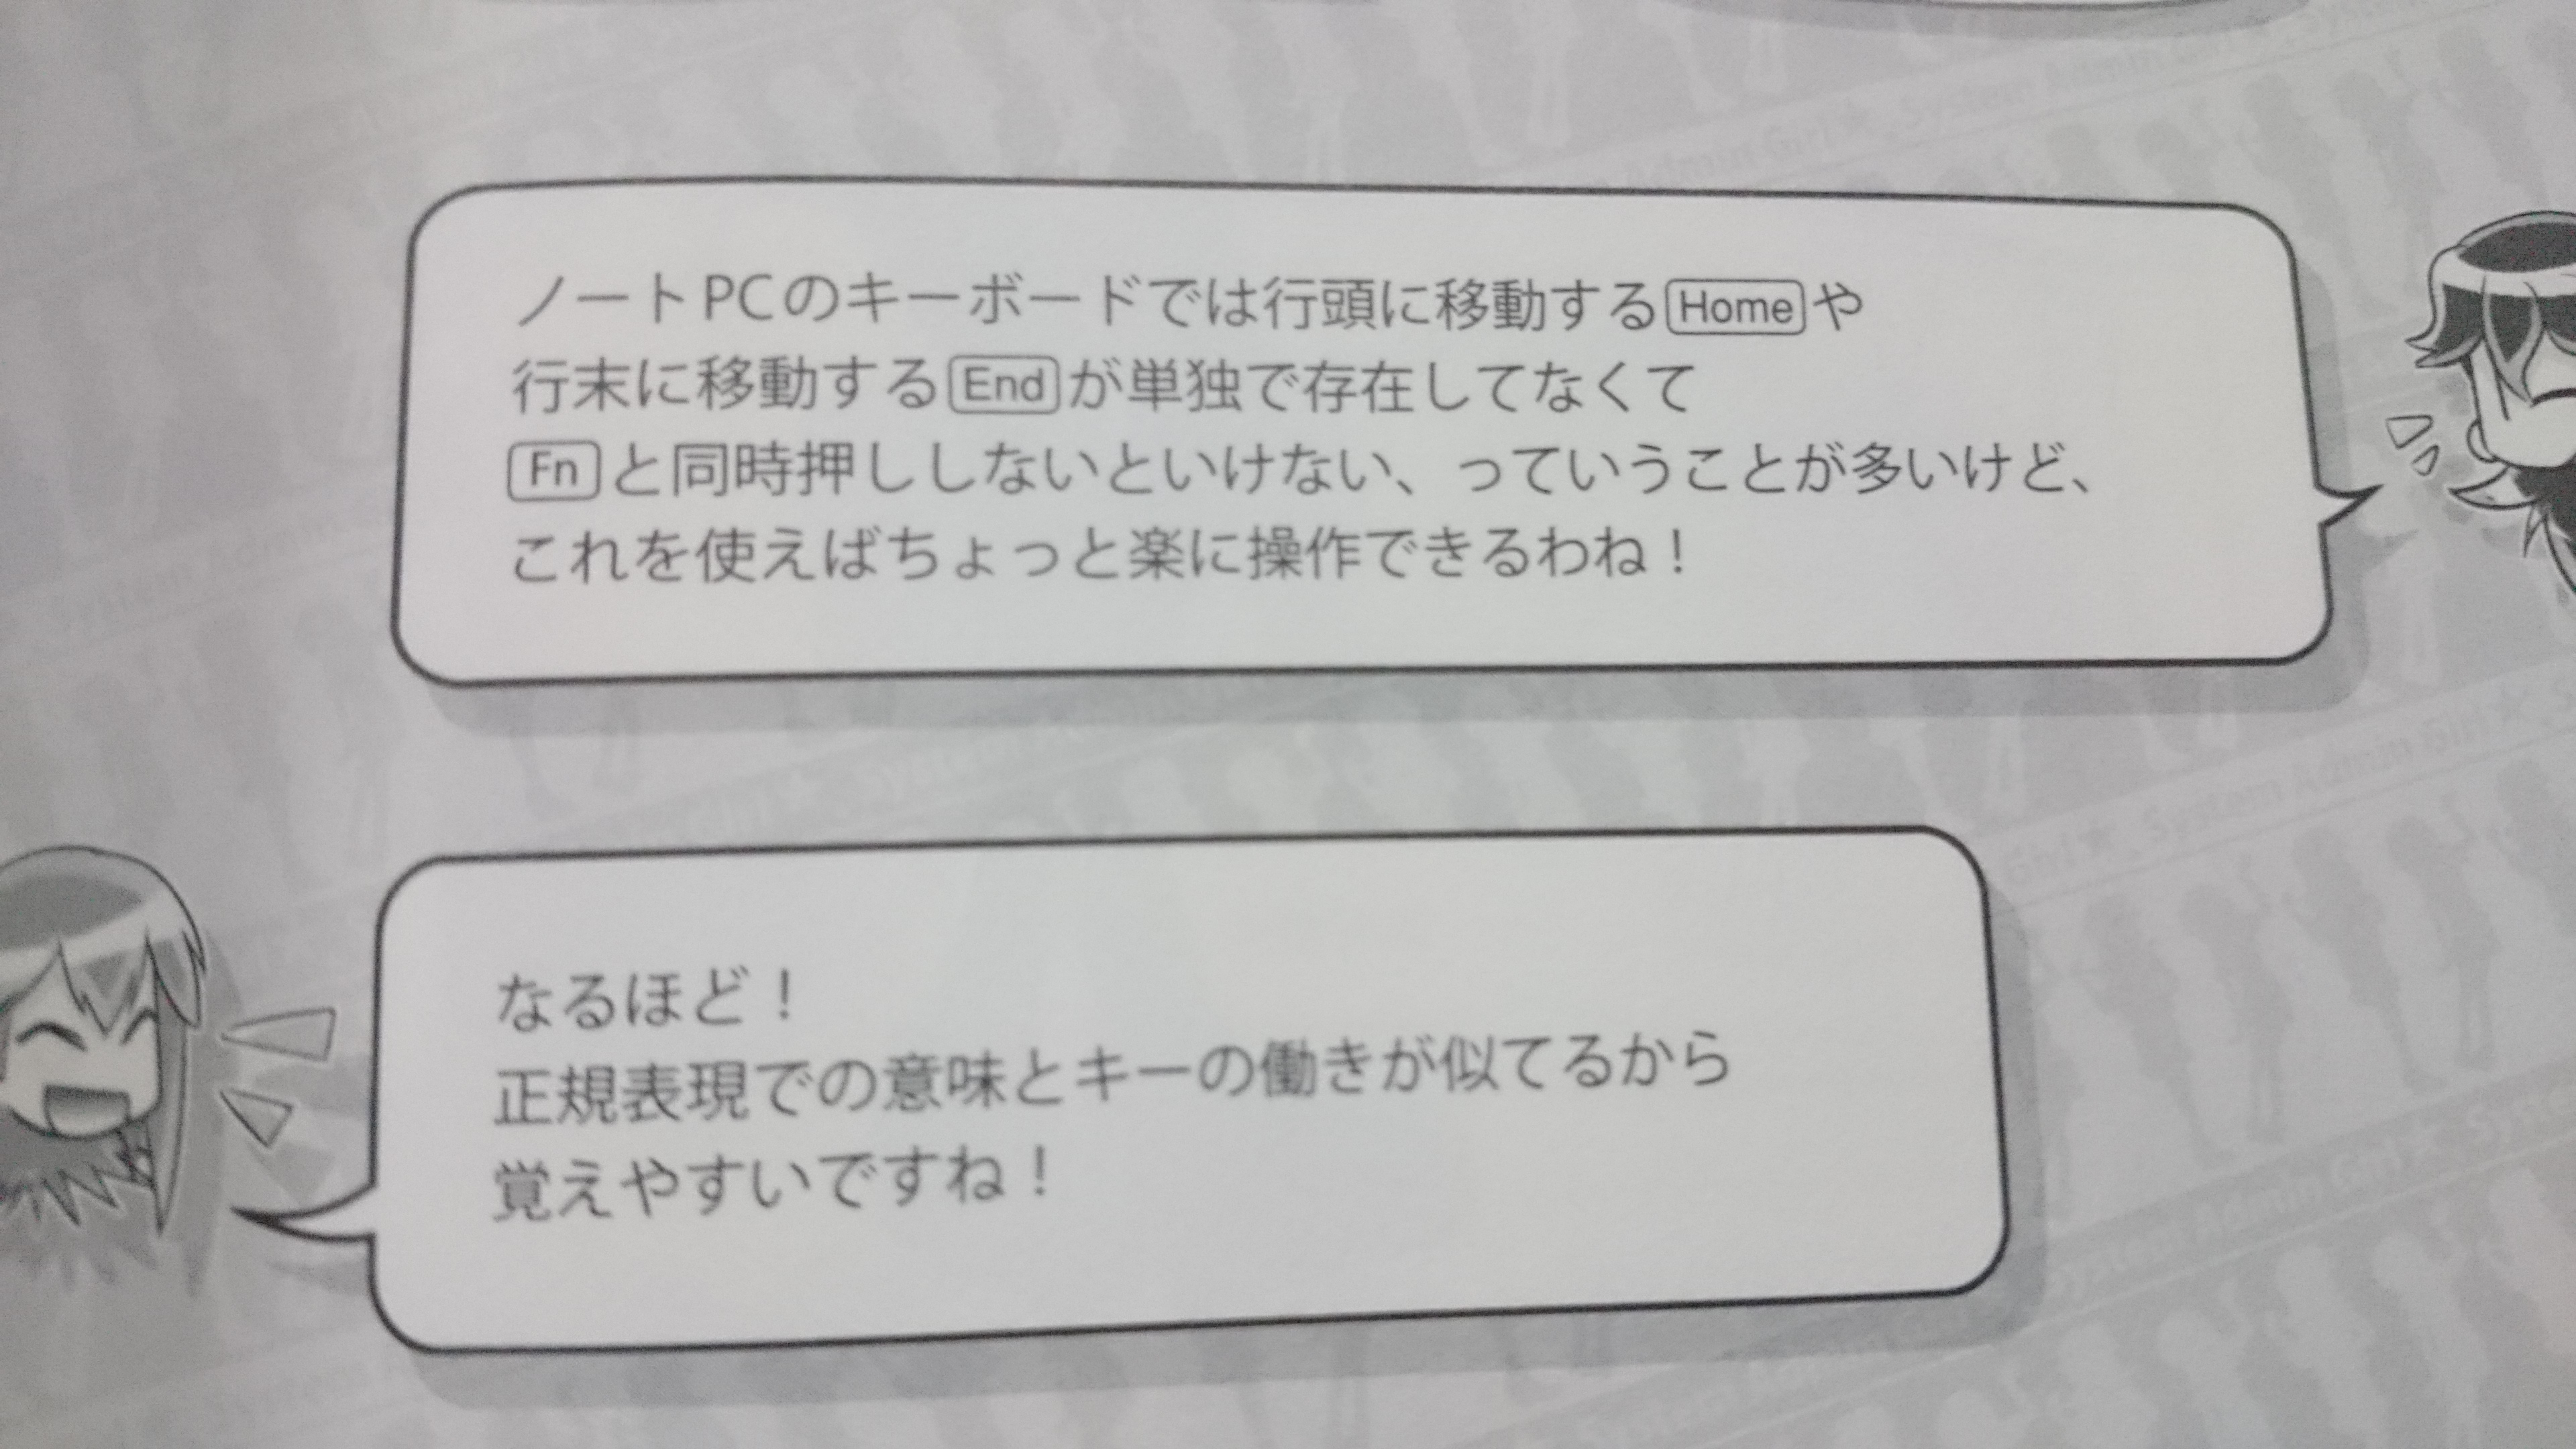 ノートPCのキーボードでは行頭に移動するHomeや
行末に移動するEndが単独で存在してなくて
Fnと同時押ししないといけない、っていうことが多いけど、
これを使えばちょっと楽に操作できるわね！
なるほど！
正規表現での意味とキーの働きが似てるから
覚えやすいですね！